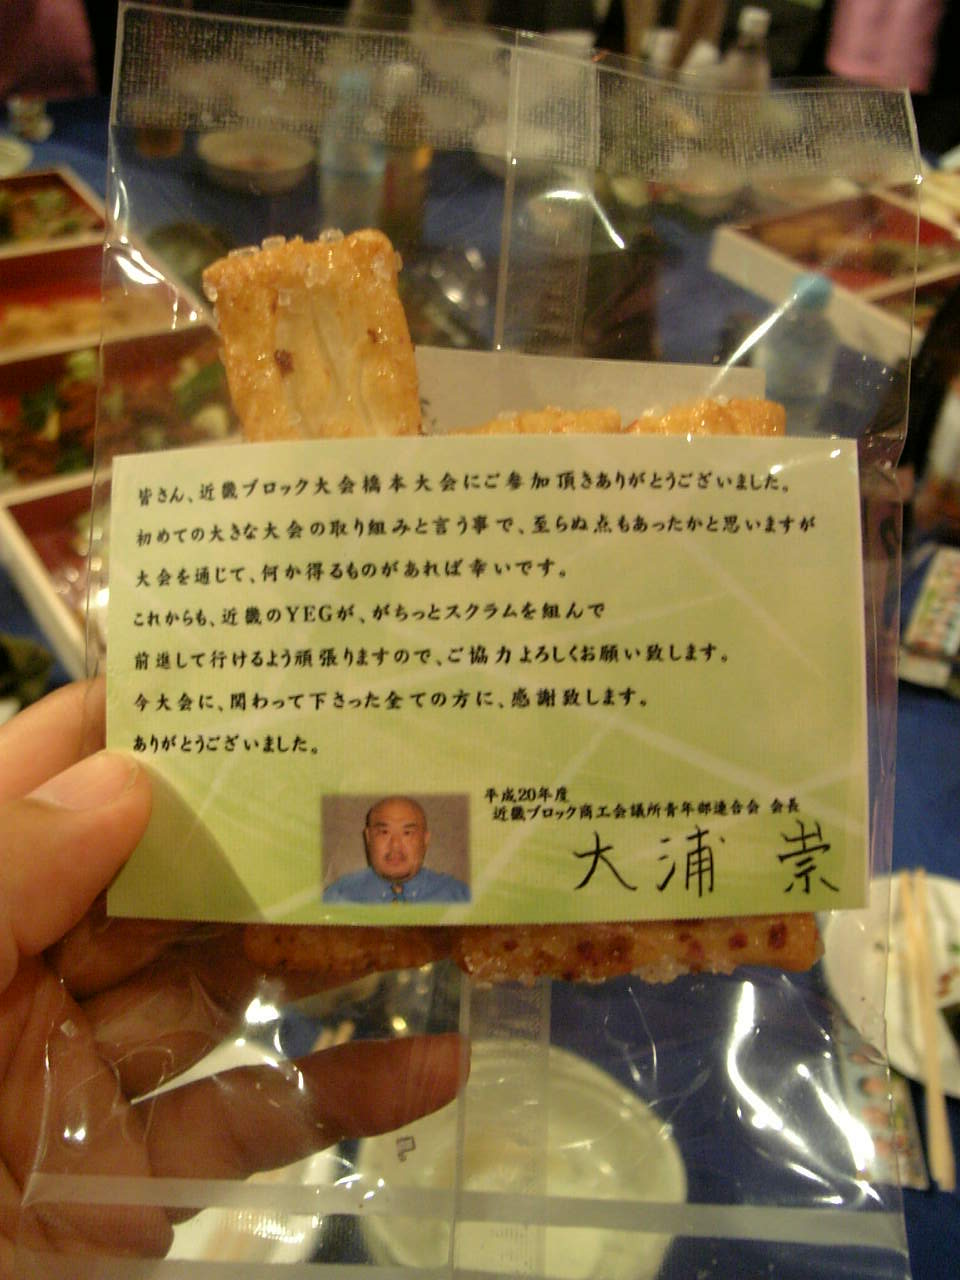 皆さん、近畿ブロック大会橋本大会にご参加頂きありがとうございました。
初めての大きな大会の取り組みと言う事で、至らぬ点もあったかと思いますが
大会を通じて、何か得るものがあれば幸いです。
これからも、近畿のYEGが、がちっとスクラムを組んで
前進して行けるよう頑張りますので、ご協力よろしくお願い致します。
今大会に、関わって下さった全ての方に、感謝致します。
ありがとうございました。
平成20年度
近畿ブロック商工会議所青年部連合会 会長
大浦 崇